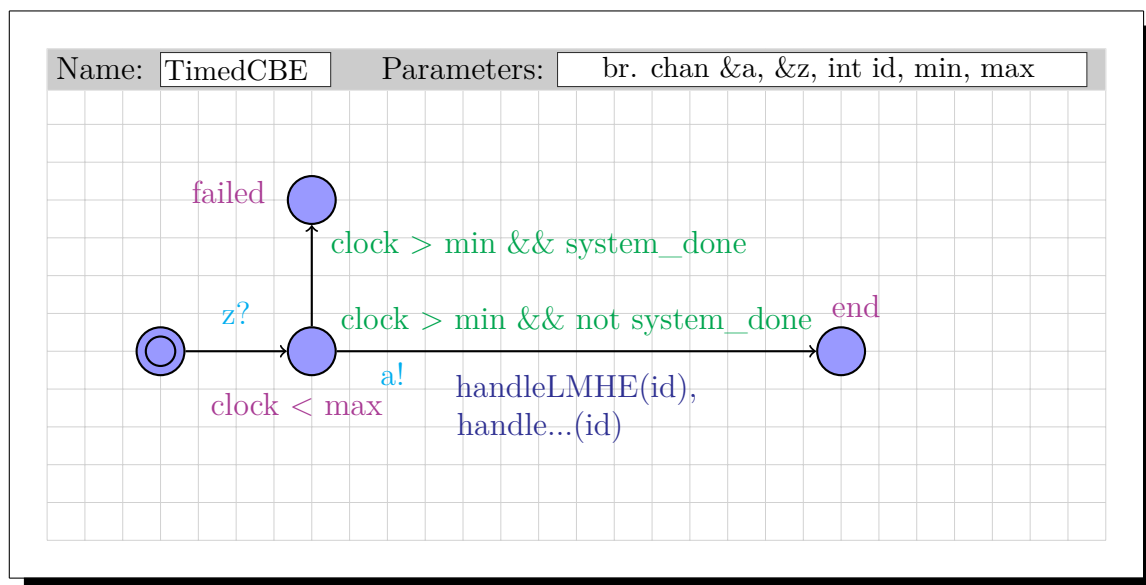 Name: TimedCBE Parameters: br. chan &a, &z, int id, min, max
failed
clock > min && system_done
end
z?
clock > min && not system_done
a!
clock < max
handleLMHE(id),
handle...(id)